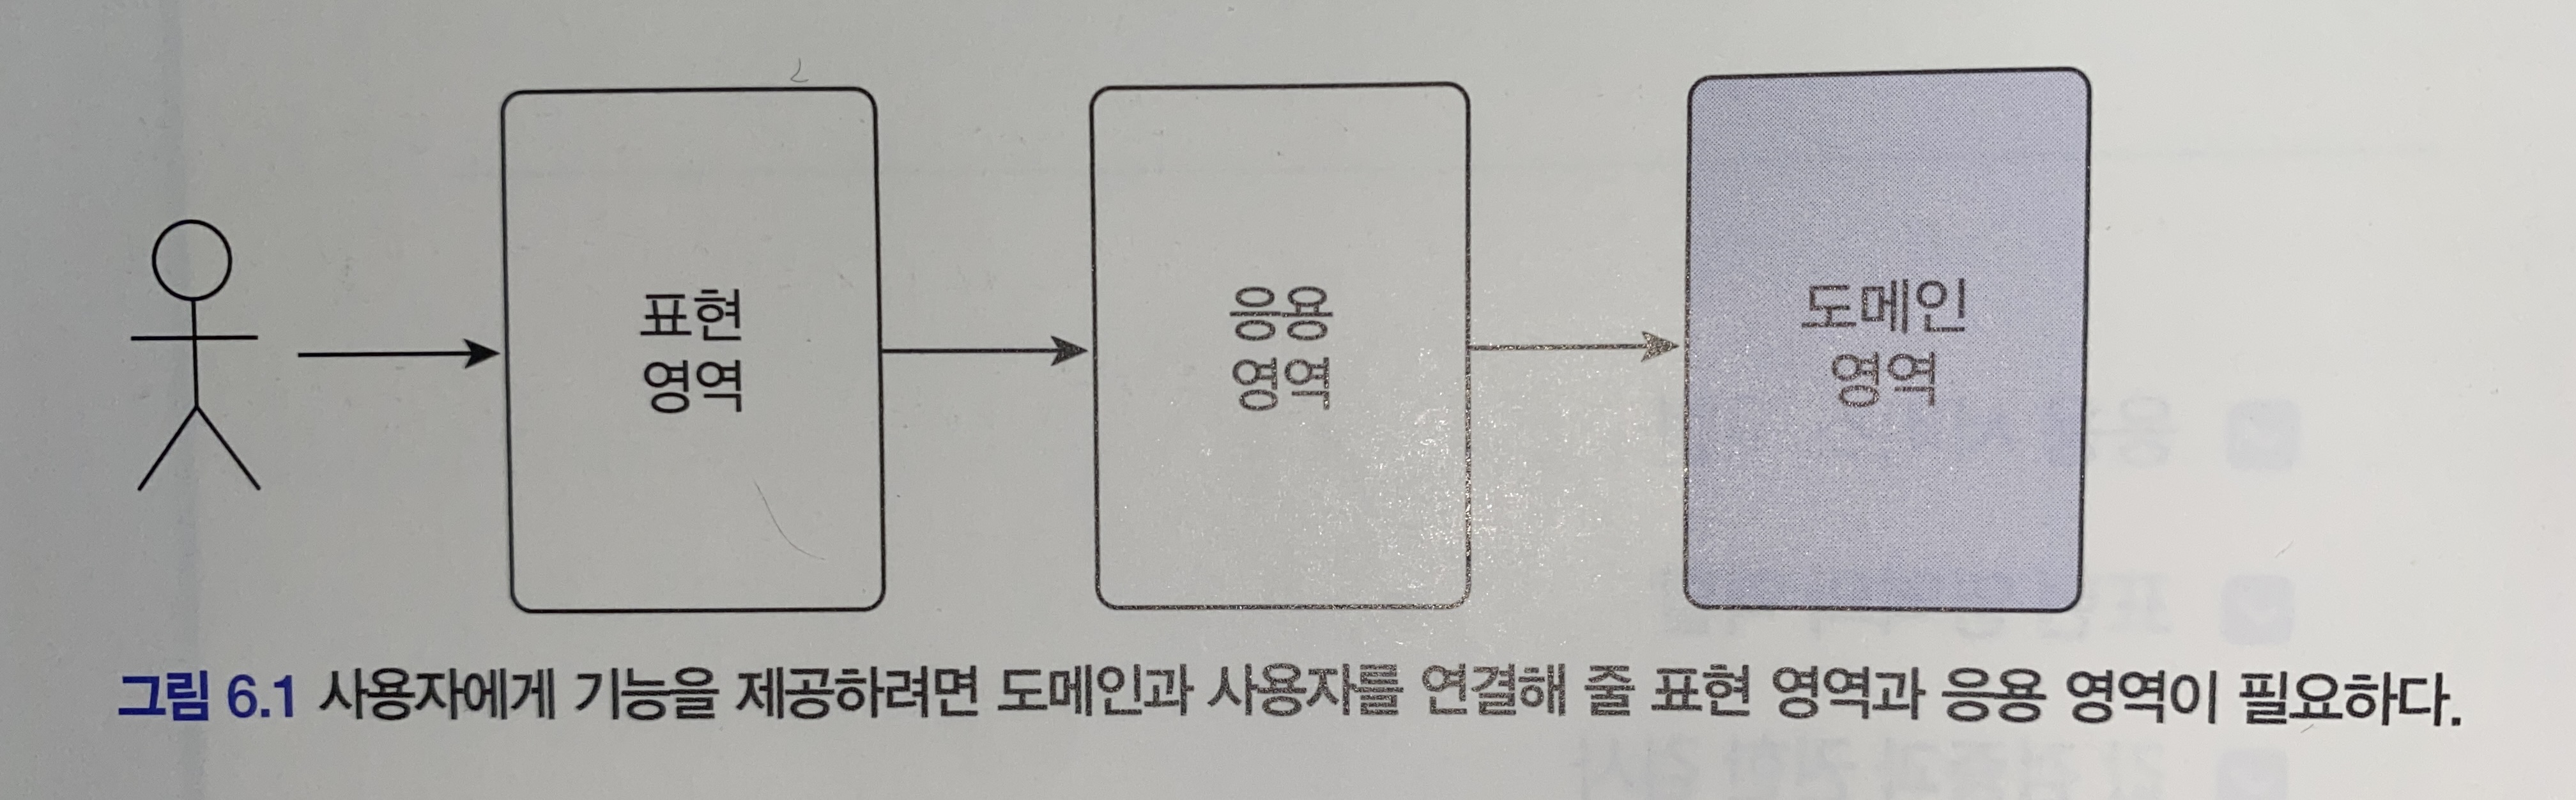 표현
영역
응용
영역
도메인
영역
그림 6.1 사용자에게 기능을 제공하려면 도메인과 사용자를 연결해 줄 표현 영역과 응용 영역이 필요하다.